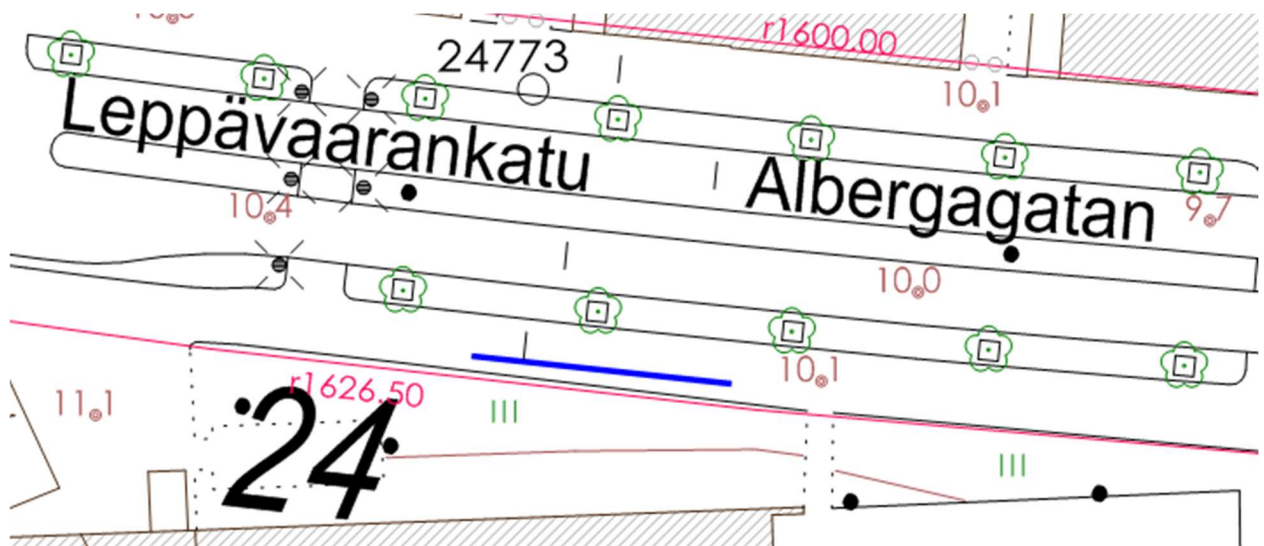 r1600.00
24773
10.1
Leppävaarankatu
Albergagatan
10.4
9.7
10.0
10.1
r1626.50
11.1
24
III
III